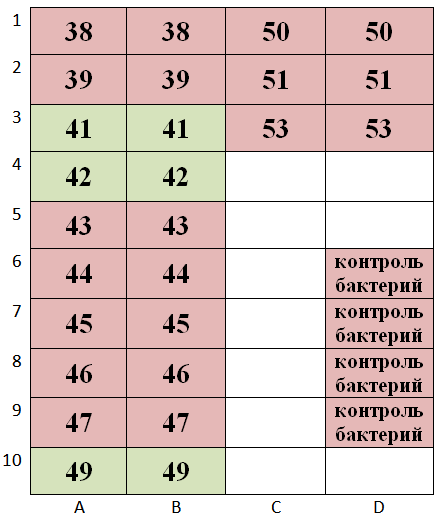 1 38 38 50 50
2 39 39 51 51
3 41 41 53 53
4 42 42
5 43 43
6 44 44 контроль бактерий
7 45 45 контроль бактерий
8 46 46 контроль бактерий
9 47 47 контроль бактерий
10 49 49
A B C D